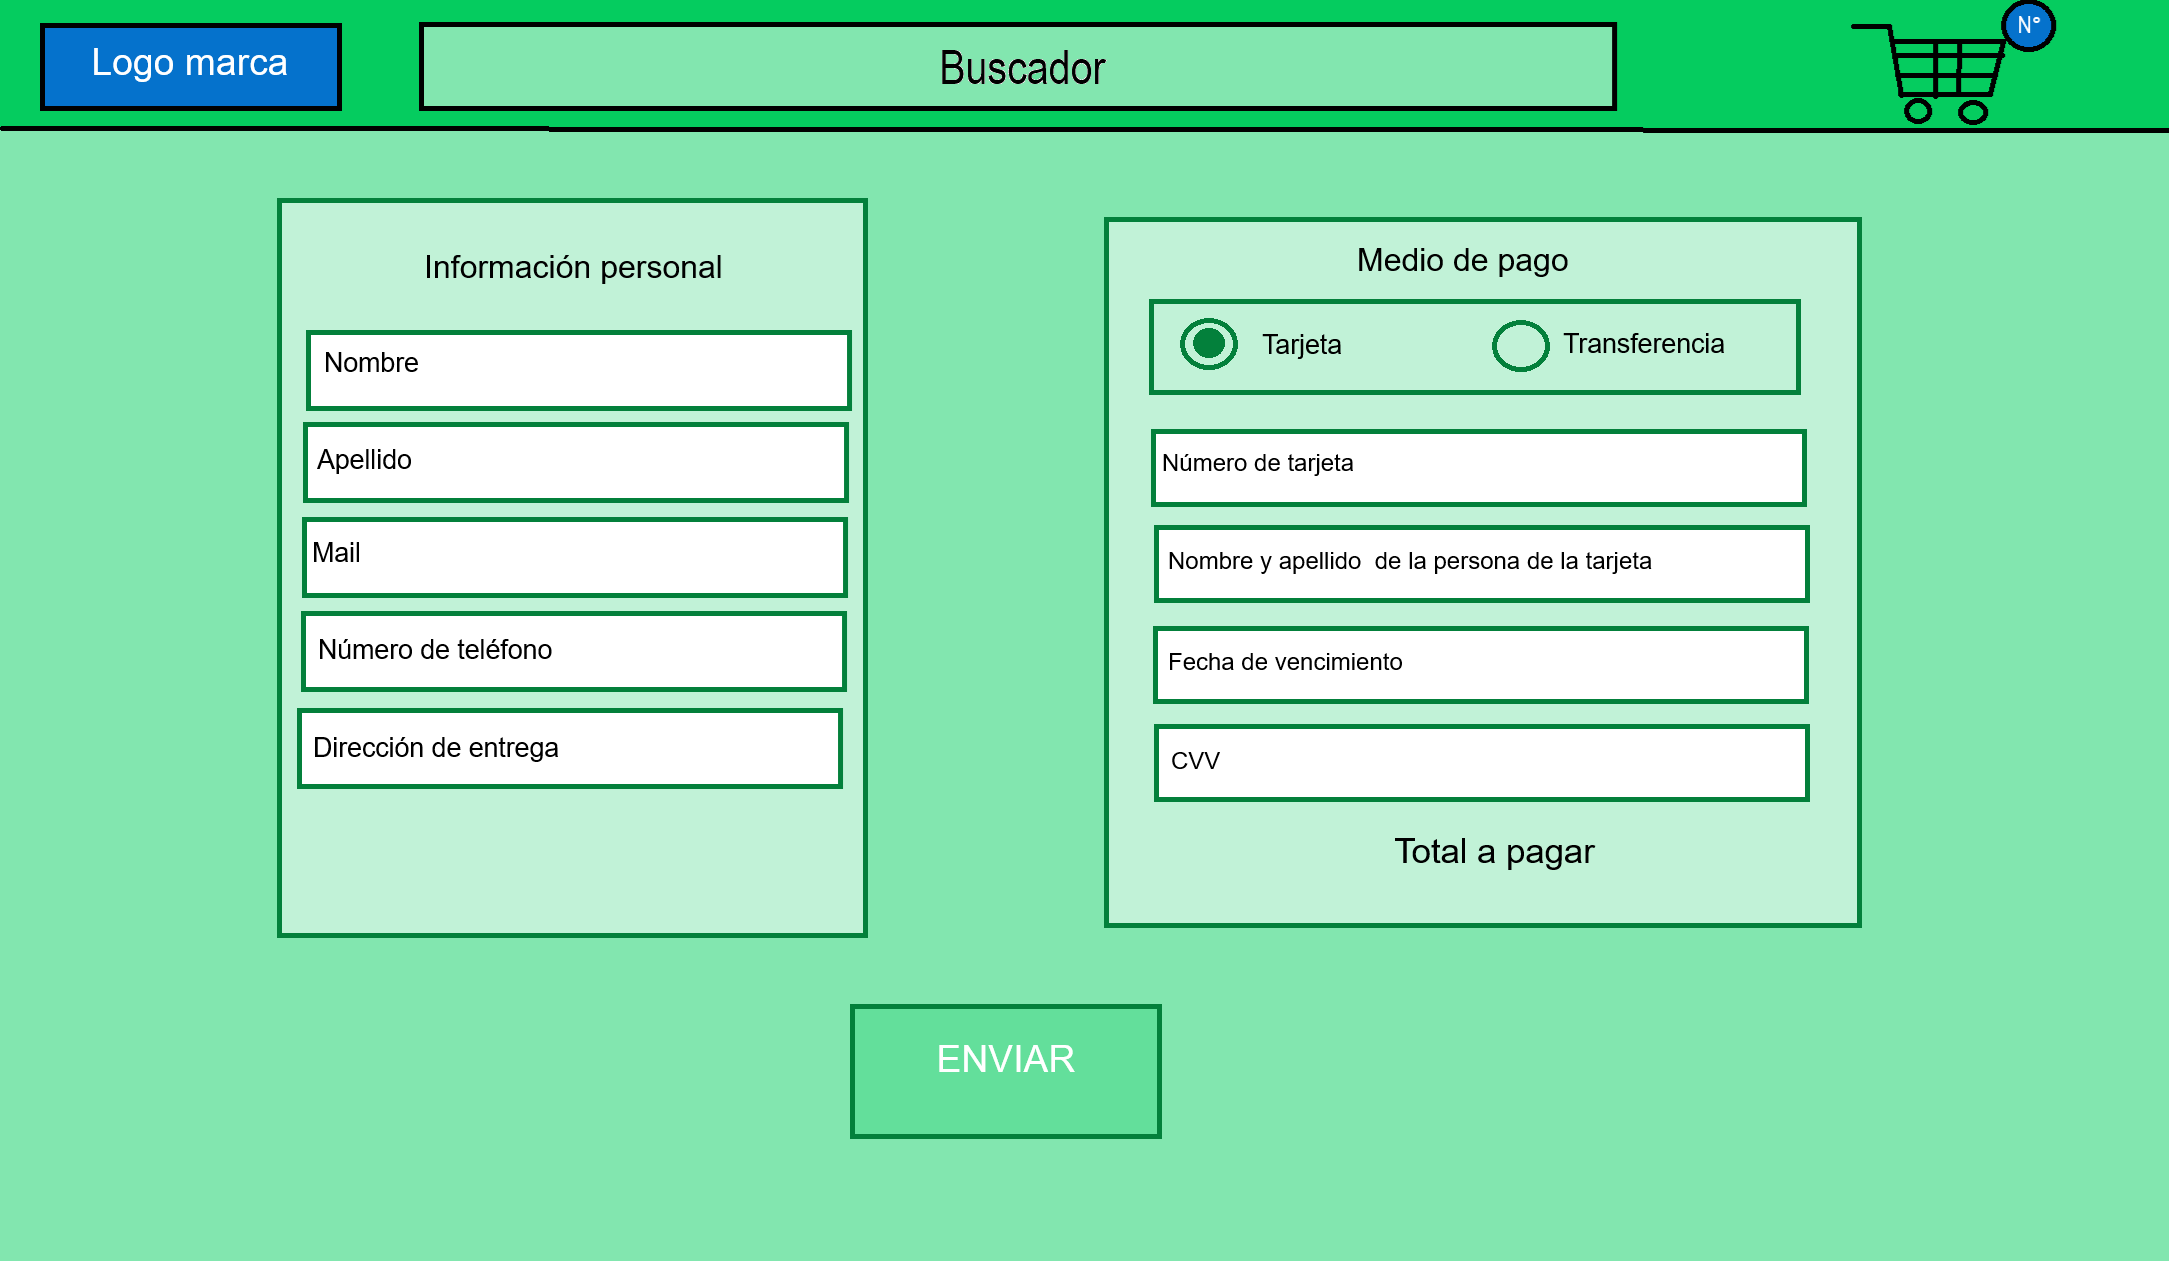 Logo marca
Buscador
N°
Información personal
Nombre
Apellido
Mail
Número de teléfono
Dirección de entrega
Medio de pago
Tarjeta
Transferencia
Número de tarjeta
Nombre y apellido  de la persona de la tarjeta
Fecha de vencimiento
CVV
Total a pagar
ENVIAR